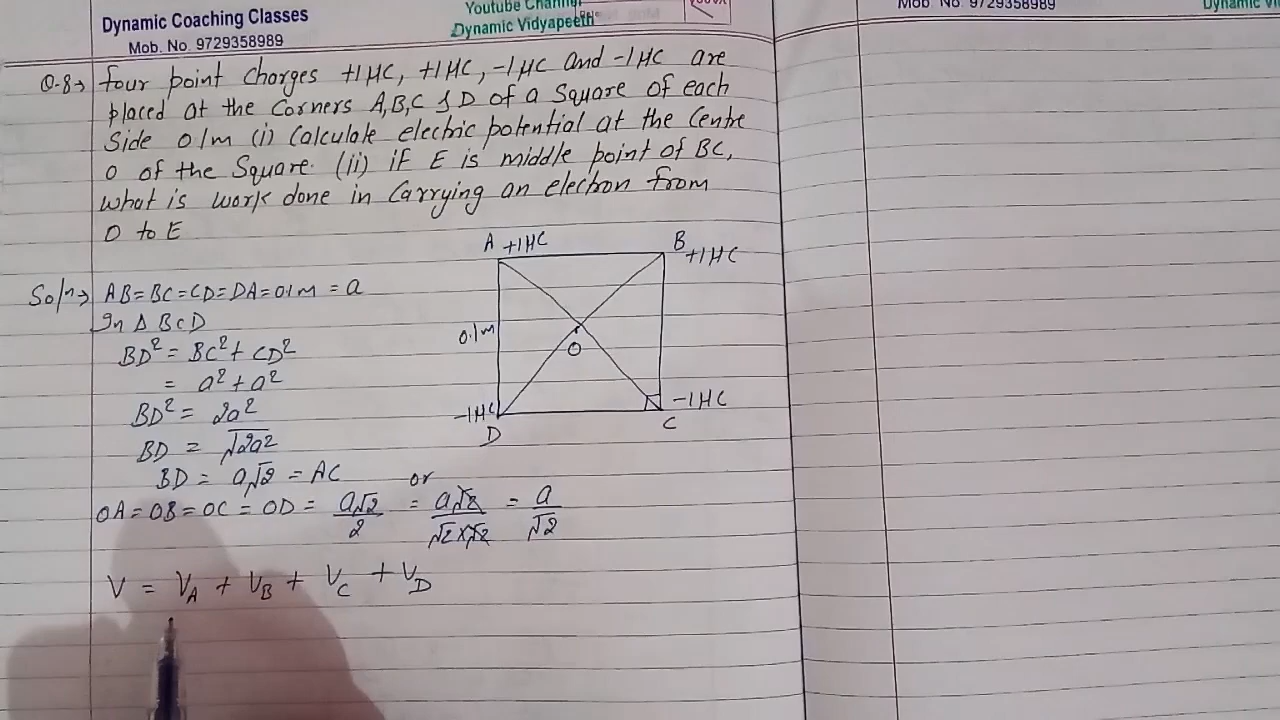 Dynamic Coaching Classes
Mob. No. 9729358989
Youtube Channel
Dynamic Vidyapeeth
Mob No. 9729358989
Dynamic Vi
Q.8→ four point charges +1μC, +1μC, -1μC and -1μC are
placed at the Corners A,B,C & D of a Square of each
Side 0.1m (i) Calculate electric potential at the Centre
O of the Square. (ii) if E is middle point of BC,
what is work done in Carrying an electron from
O to E
Soln→ AB=BC=CD=DA=0.1M = a
In Δ BCD
BD² = BC² + CD²
= a² + a²
BD² = 2a²
BD = √2a²
BD = a√2 = AC
OA=OB=OC=OD = a√2/2 or = a√2/√2×√2 = a/√2
V = V_A + V_B + V_C + V_D
A +1μC
B
+1μC
0.1m
O
-1μC
D
-1μC
C